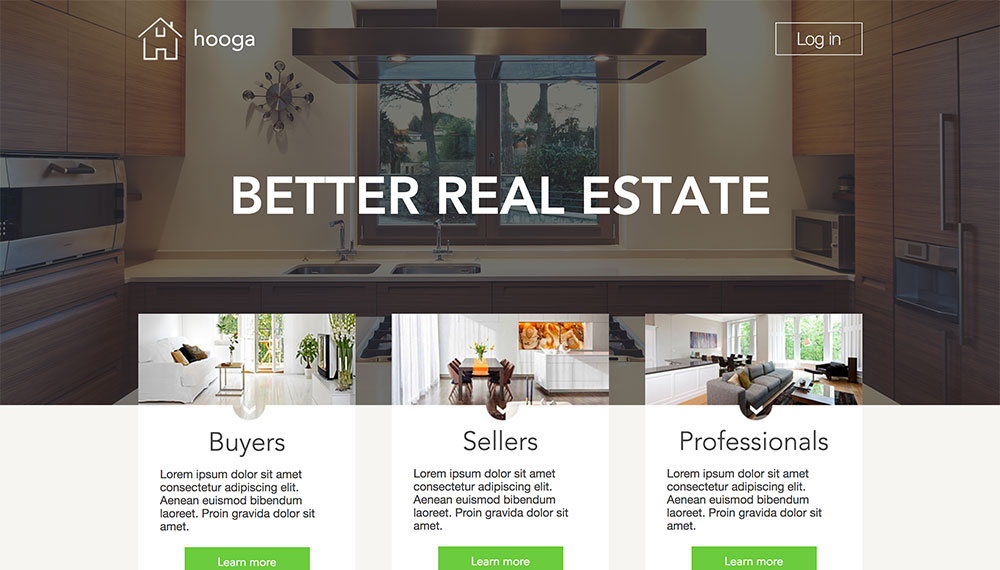 hooga
Log in
BETTER REAL ESTATE
Buyers
Lorem ipsum dolor sit amet
consectetur adipiscing elit.
Aenean euismod bibendum
laoreet. Proin gravida dolor sit
amet.
Learn more
Sellers
Lorem ipsum dolor sit amet
consectetur adipiscing elit.
Aenean euismod bibendum
laoreet. Proin gravida dolor sit
amet.
Learn more
Professionals
Lorem ipsum dolor sit amet
consectetur adipiscing elit.
Aenean euismod bibendum
laoreet. Proin gravida dolor sit
amet.
Learn more